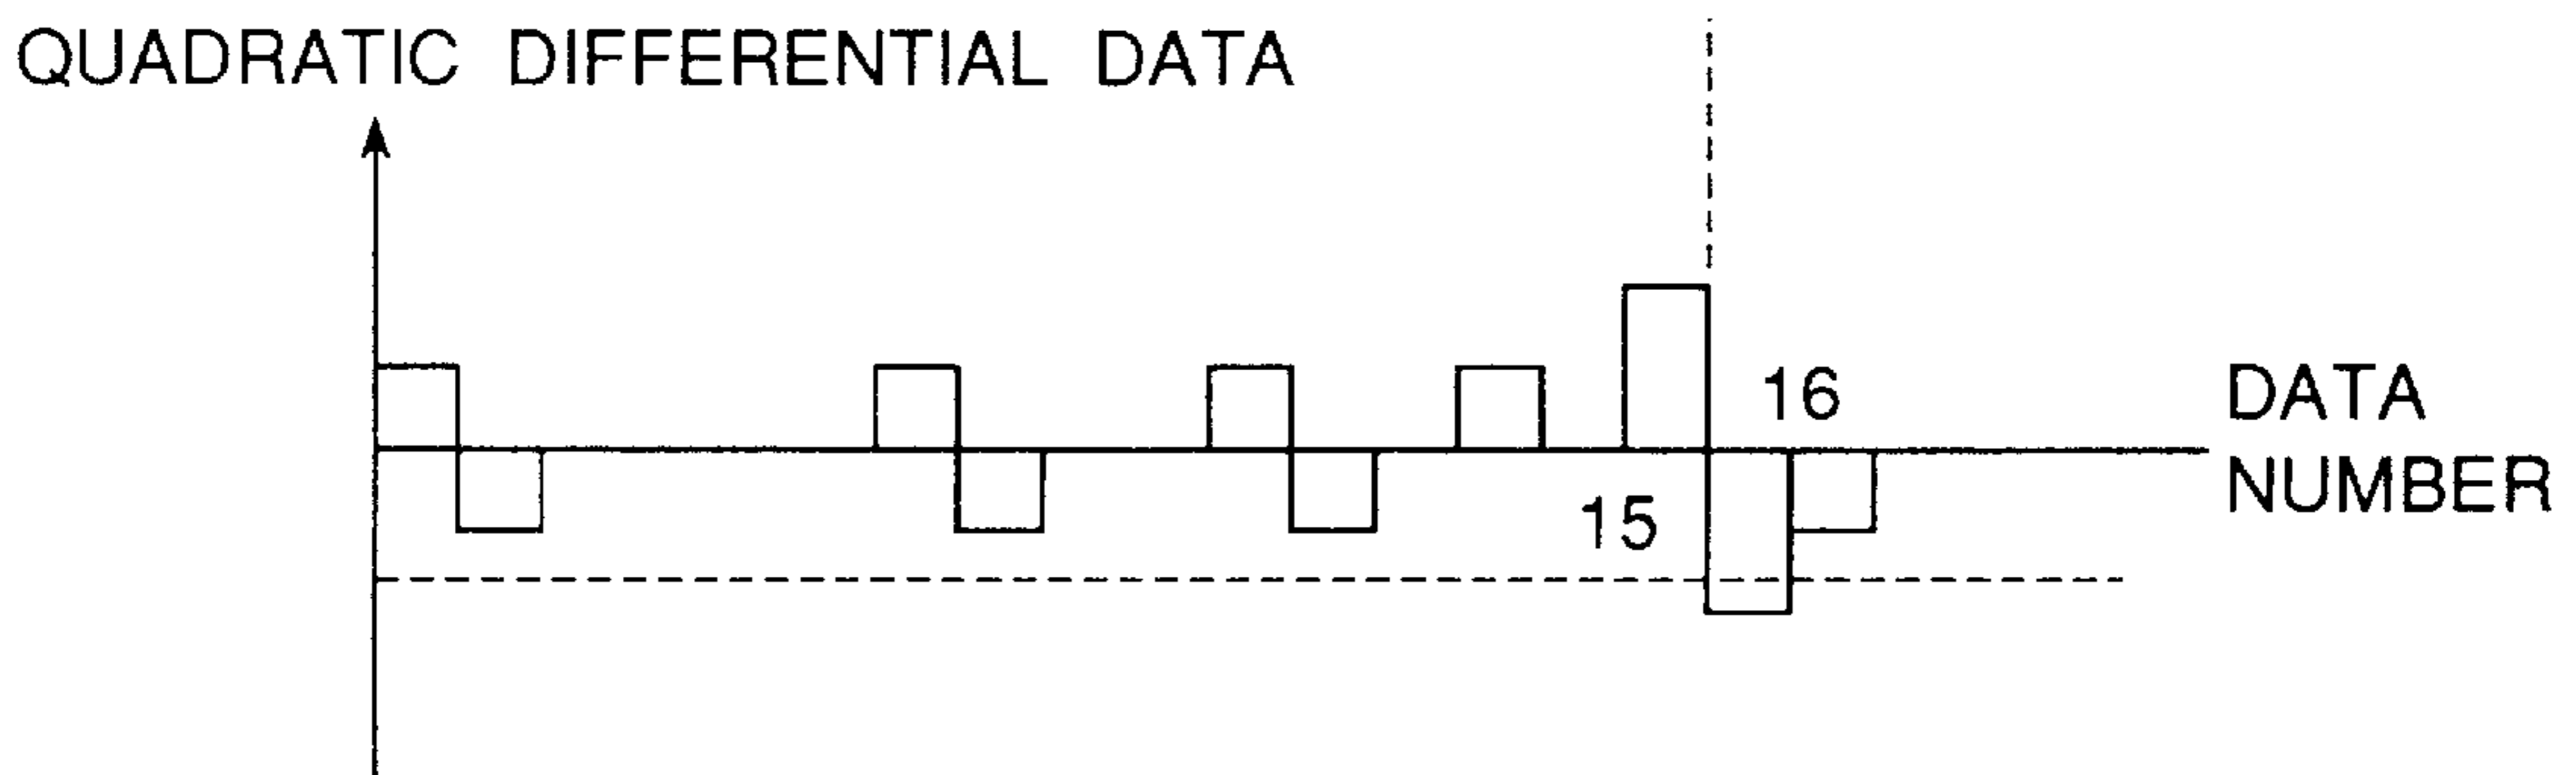 QUADRATIC DIFFERENTIAL DATA
16
15
DATA
NUMBER